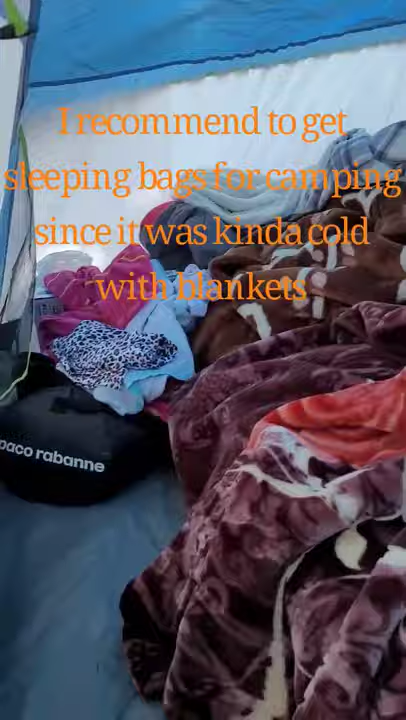 I recommend to get
sleeping bags for camping
since it was kinda cold
with blankets
paco rabanne